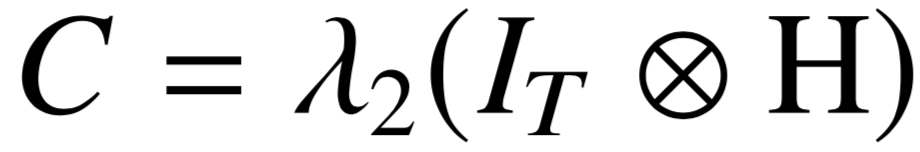 C = λ₂(I_T ⊗ H)